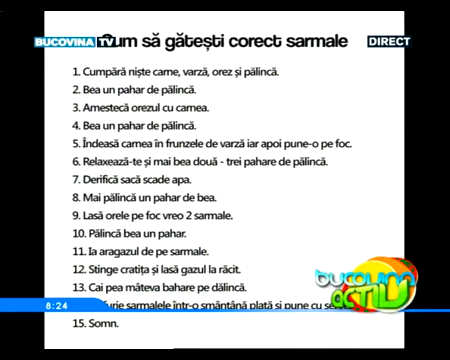 BUCOVINA TV
Cum să gătești corect sarmale
DIRECT
1. Cumpără niște carne, varză, orez și pălincă.
2. Bea un pahar de pălincă.
3. Amestecă orezul cu carnea.
4. Bea un pahar de pălincă.
5. Îndeasă carnea în frunzele de varză iar apoi pune-o pe foc.
6. Relaxează-te și mai bea două - trei pahare de pălincă.
7. Derifică sacă scade apa.
8. Mai pălincă un pahar de bea.
9. Lasă orele pe foc vreo 2 sarmale.
10. Pălincă bea un pahar.
11. Ia aragazul de pe sarmale.
12. Stinge cratița și lasă gazul la răcit.
13. Cai pea mâteva bahare pe dălincă.
sarmalele într-o smântână plată și pune cu
15. Somn.
8:24
bucovina
activ